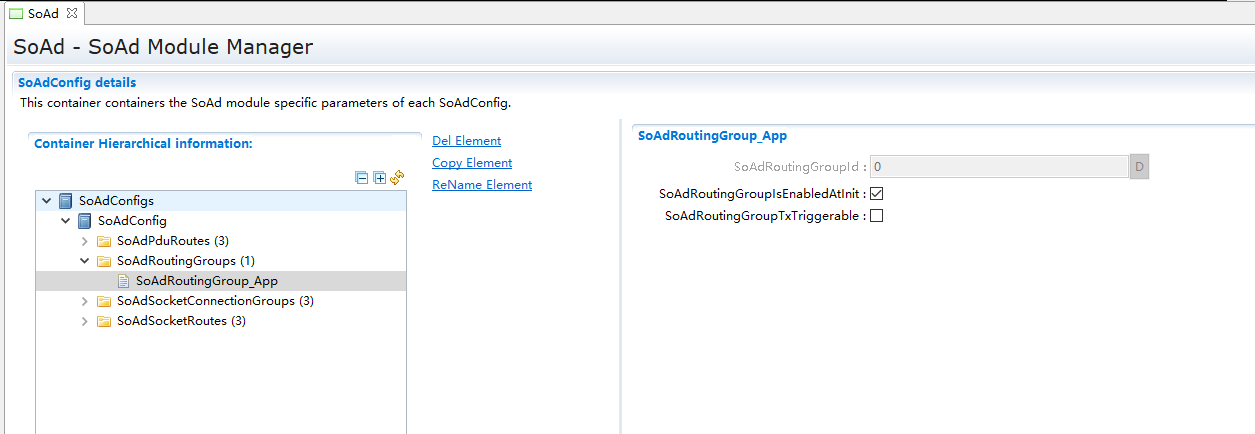 SoAd
SoAd - SoAd Module Manager
SoAdConfig details
This container containers the SoAd module specific parameters of each SoAdConfig.
Container Hierarchical information:
Del Element
Copy Element
ReName Element
SoAdConfigs
SoAdConfig
SoAdPduRoutes (3)
SoAdRoutingGroups (1)
SoAdRoutingGroup_App
SoAdSocketConnectionGroups (3)
SoAdSocketRoutes (3)
SoAdRoutingGroup_App
SoAdRoutingGroupId : 0 D
SoAdRoutingGroupIsEnabledAtInit :
SoAdRoutingGroupTxTriggerable :